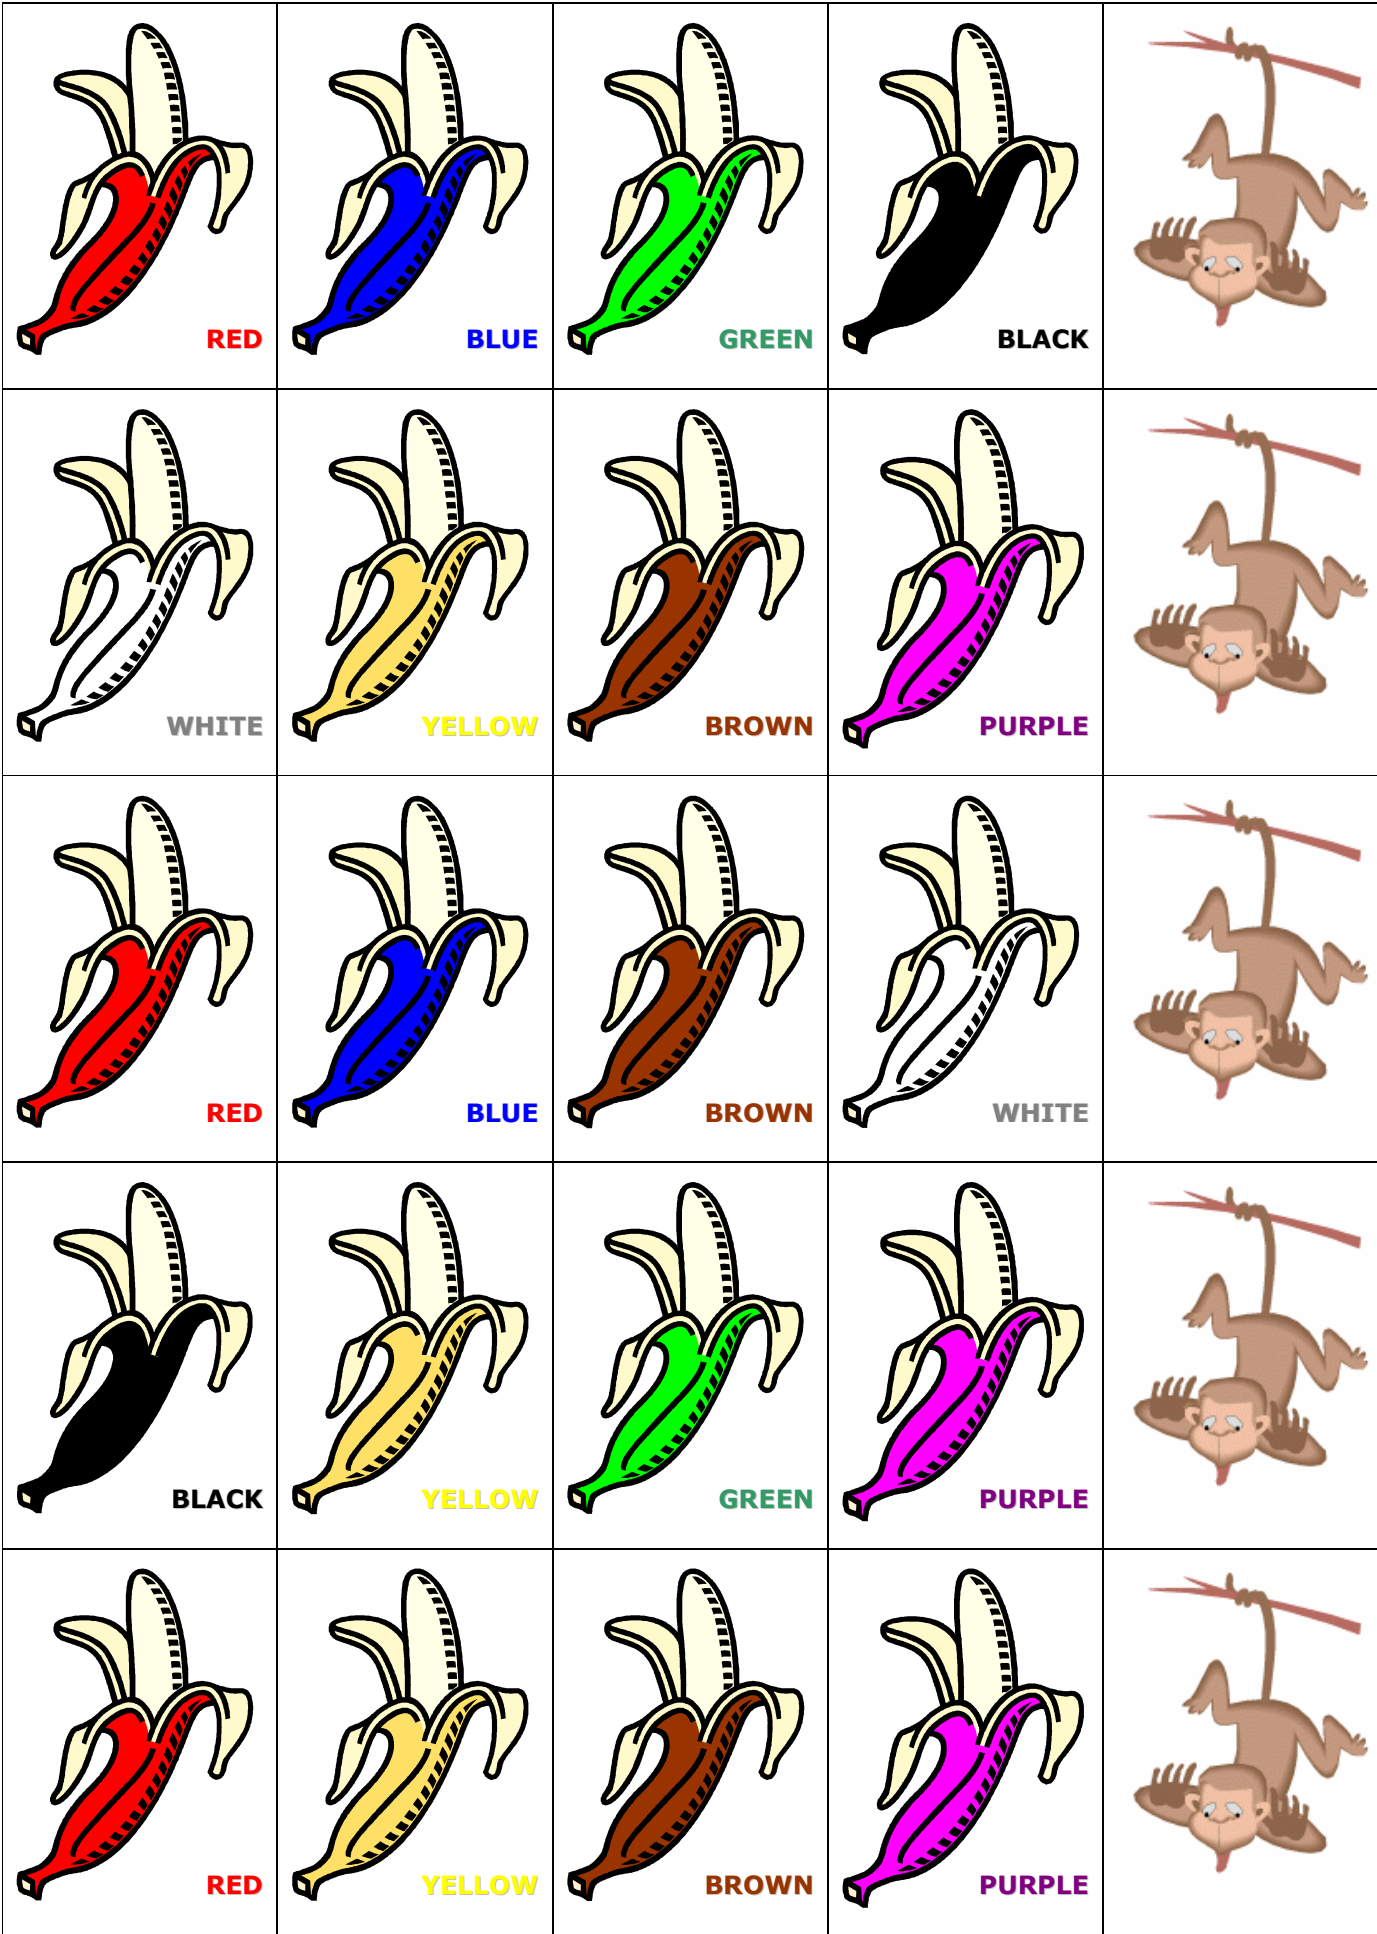 RED
BLUE
GREEN
BLACK
WHITE
YELLOW
BROWN
PURPLE
RED
BLUE
BROWN
WHITE
BLACK
YELLOW
GREEN
PURPLE
RED
YELLOW
BROWN
PURPLE